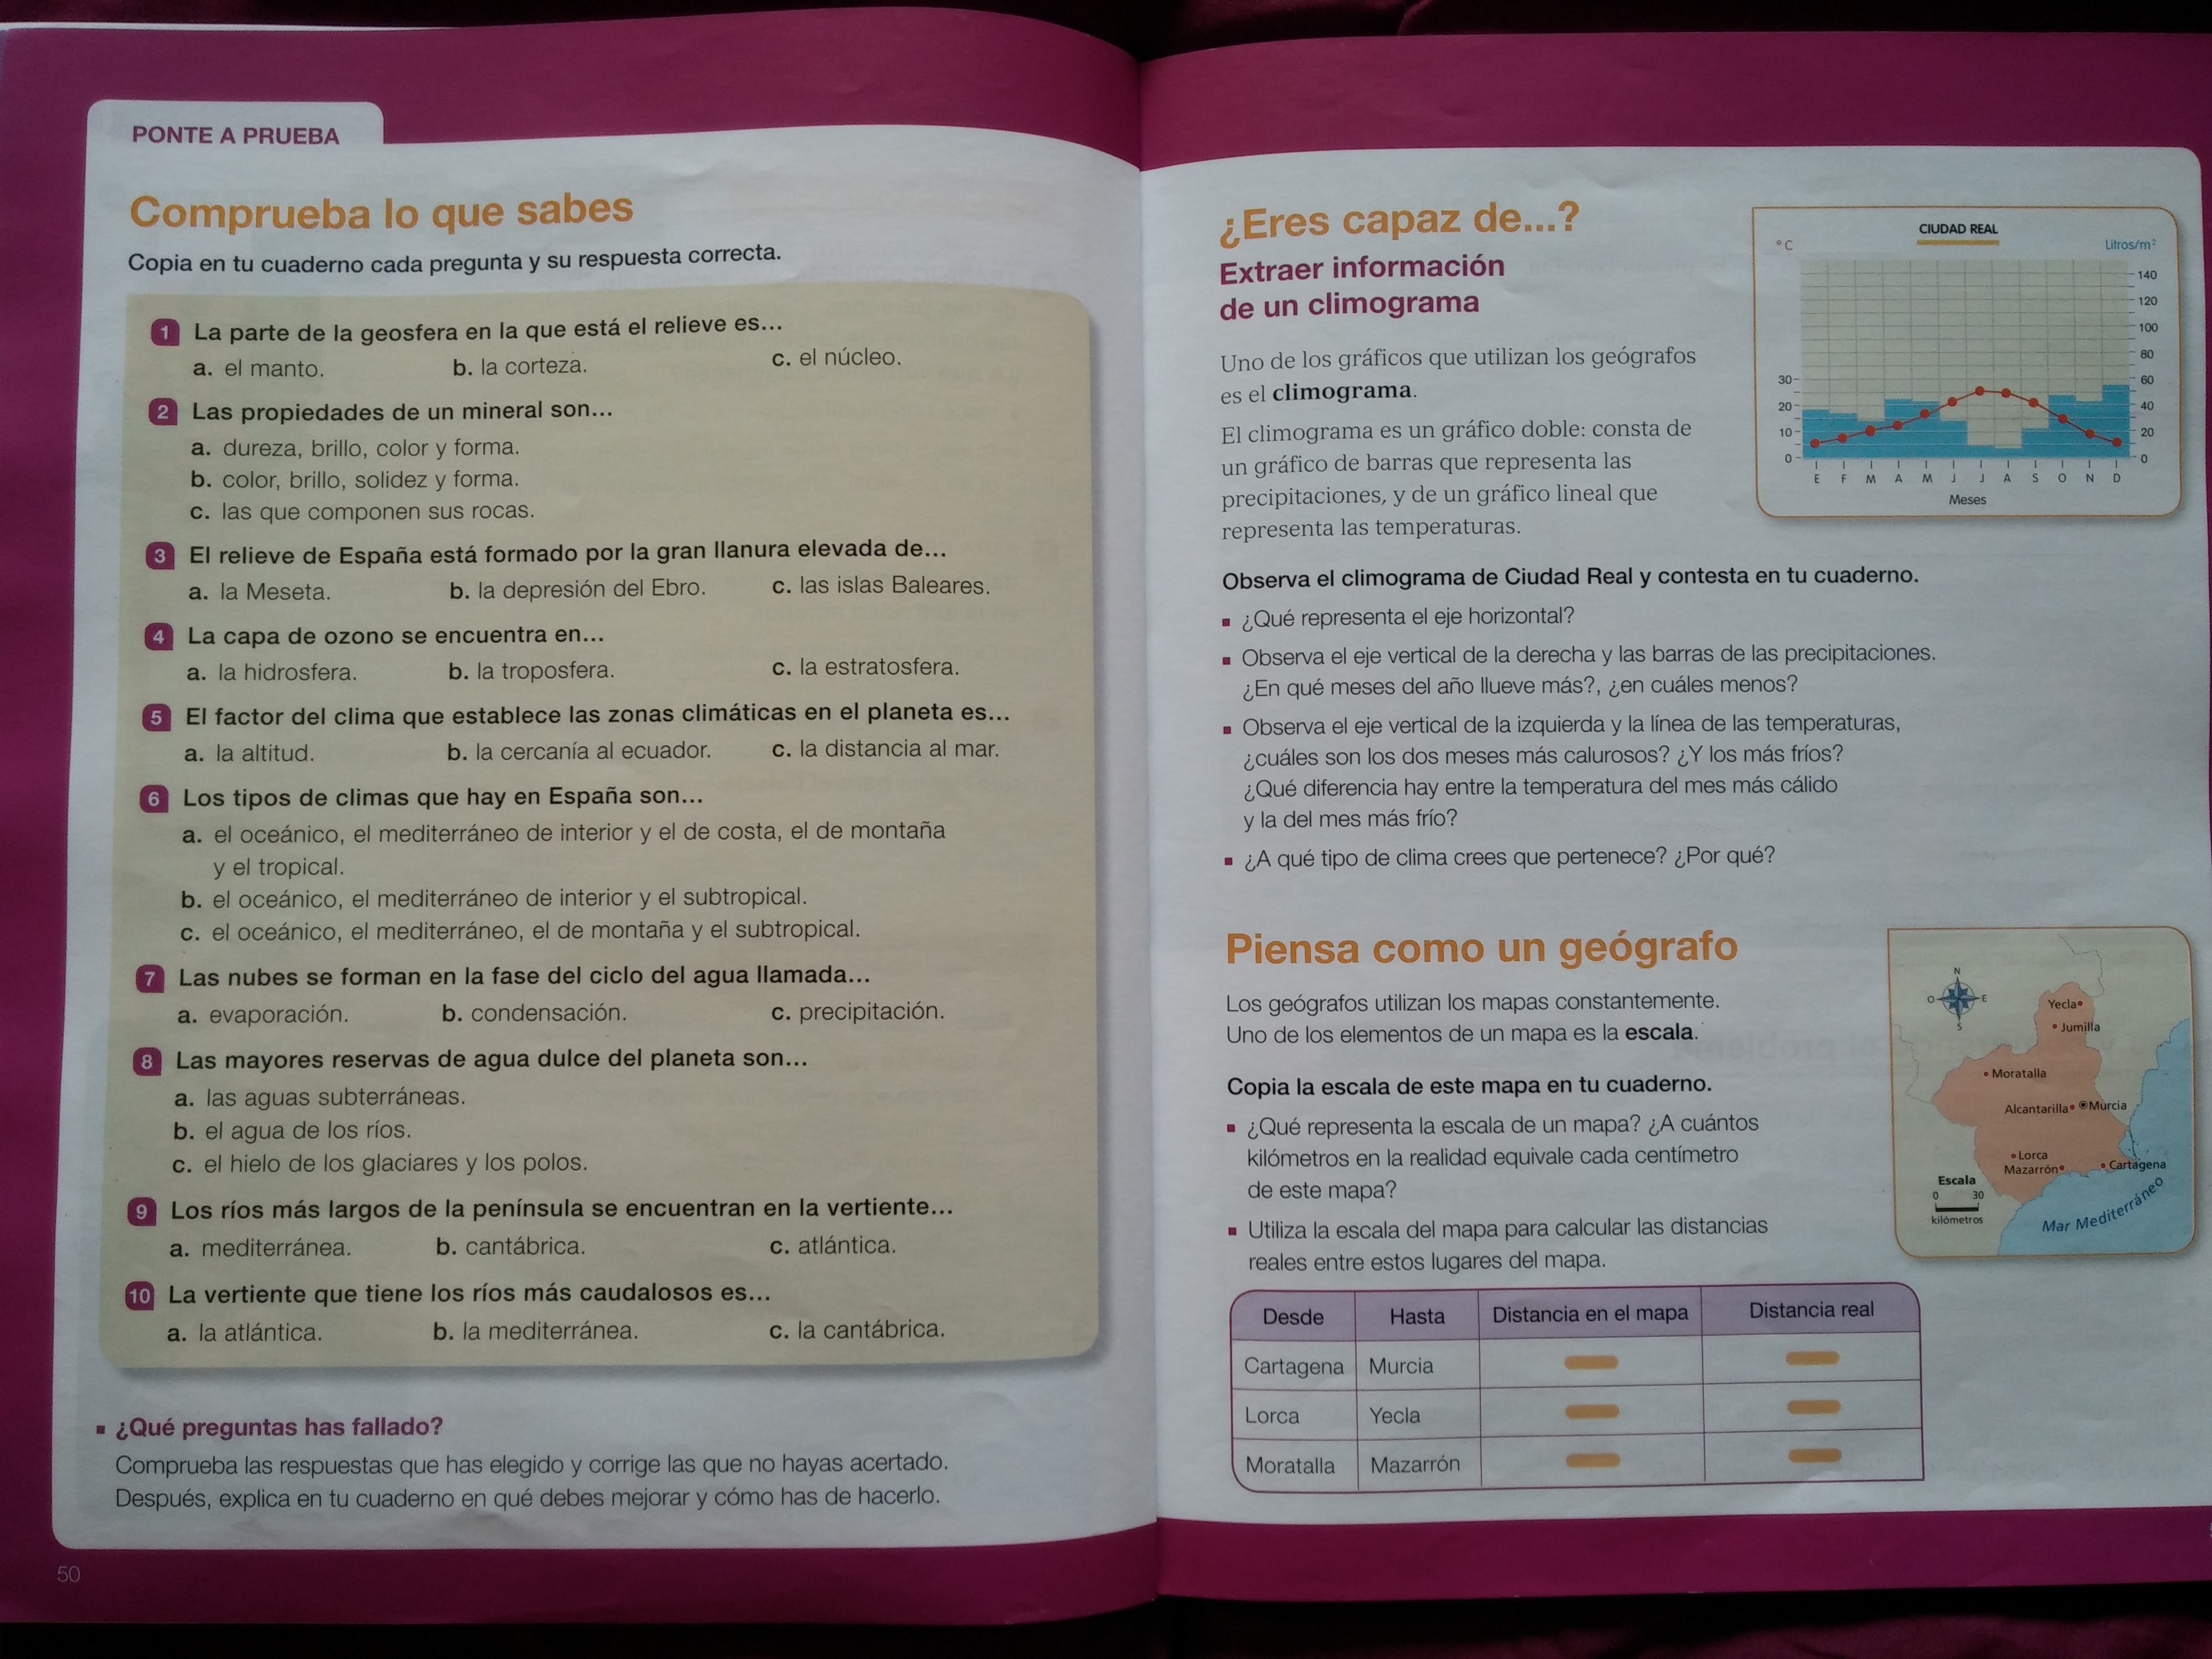 PONTE A PRUEBA
Comprueba lo que sabes
Copia en tu cuaderno cada pregunta y su respuesta correcta.
1 La parte de la geosfera en la que está el relieve es...
a. el manto. b. la corteza. c. el núcleo.
2 Las propiedades de un mineral son...
a. dureza, brillo, color y forma.
b. color, brillo, solidez y forma.
c. las que componen sus rocas.
3 El relieve de España está formado por la gran llanura elevada de...
a. la Meseta. b. la depresión del Ebro. c. las islas Baleares.
4 La capa de ozono se encuentra en...
a. la hidrosfera. b. la troposfera. c. la estratosfera.
5 El factor del clima que establece las zonas climáticas en el planeta es...
a. la altitud. b. la cercanía al ecuador. c. la distancia al mar.
6 Los tipos de climas que hay en España son...
a. el oceánico, el mediterráneo de interior y el de costa, el de montaña
y el tropical.
b. el oceánico, el mediterráneo de interior y el subtropical.
c. el oceánico, el mediterráneo, el de montaña y el subtropical.
7 Las nubes se forman en la fase del ciclo del agua llamada...
a. evaporación. b. condensación. c. precipitación.
8 Las mayores reservas de agua dulce del planeta son...
a. las aguas subterráneas.
b. el agua de los ríos.
c. el hielo de los glaciares y los polos.
9 Los ríos más largos de la península se encuentran en la vertiente...
a. mediterránea. b. cantábrica. c. atlántica.
10 La vertiente que tiene los ríos más caudalosos es...
a. la atlántica. b. la mediterránea. c. la cantábrica.
¿Qué preguntas has fallado?
Comprueba las respuestas que has elegido y corrige las que no hayas acertado.
Después, explica en tu cuaderno en qué debes mejorar y cómo has de hacerlo.
50
¿Eres capaz de...?
Extraer información
de un climograma
Uno de los gráficos que utilizan los geógrafos
es el climograma.
El climograma es un gráfico doble: consta de
un gráfico de barras que representa las
precipitaciones, y de un gráfico lineal que
representa las temperaturas.
CIUDAD REAL
°C Litros/m²
140
120
100
80
30 60
20 40
10 20
0 0
E F M A M J J A S O N D
Meses
Observa el climograma de Ciudad Real y contesta en tu cuaderno.
¿Qué representa el eje horizontal?
Observa el eje vertical de la derecha y las barras de las precipitaciones.
¿En qué meses del año llueve más?, ¿en cuáles menos?
Observa el eje vertical de la izquierda y la línea de las temperaturas,
¿cuáles son los dos meses más calurosos? ¿Y los más fríos?
¿Qué diferencia hay entre la temperatura del mes más cálido
y la del mes más frío?
¿A qué tipo de clima crees que pertenece? ¿Por qué?
Piensa como un geógrafo
Los geógrafos utilizan los mapas constantemente.
Uno de los elementos de un mapa es la escala.
Copia la escala de este mapa en tu cuaderno.
¿Qué representa la escala de un mapa? ¿A cuántos
kilómetros en la realidad equivale cada centímetro
de este mapa?
Utiliza la escala del mapa para calcular las distancias
reales entre estos lugares del mapa.
N
O E
S
Yecla
Jumilla
Moratalla
Alcantarilla Murcia
Lorca
Mazarrón Cartagena
Escala
0 30
kilómetros
Mar Mediterráneo
Desde Hasta Distancia en el mapa Distancia real
Cartagena Murcia
Lorca Yecla
Moratalla Mazarrón